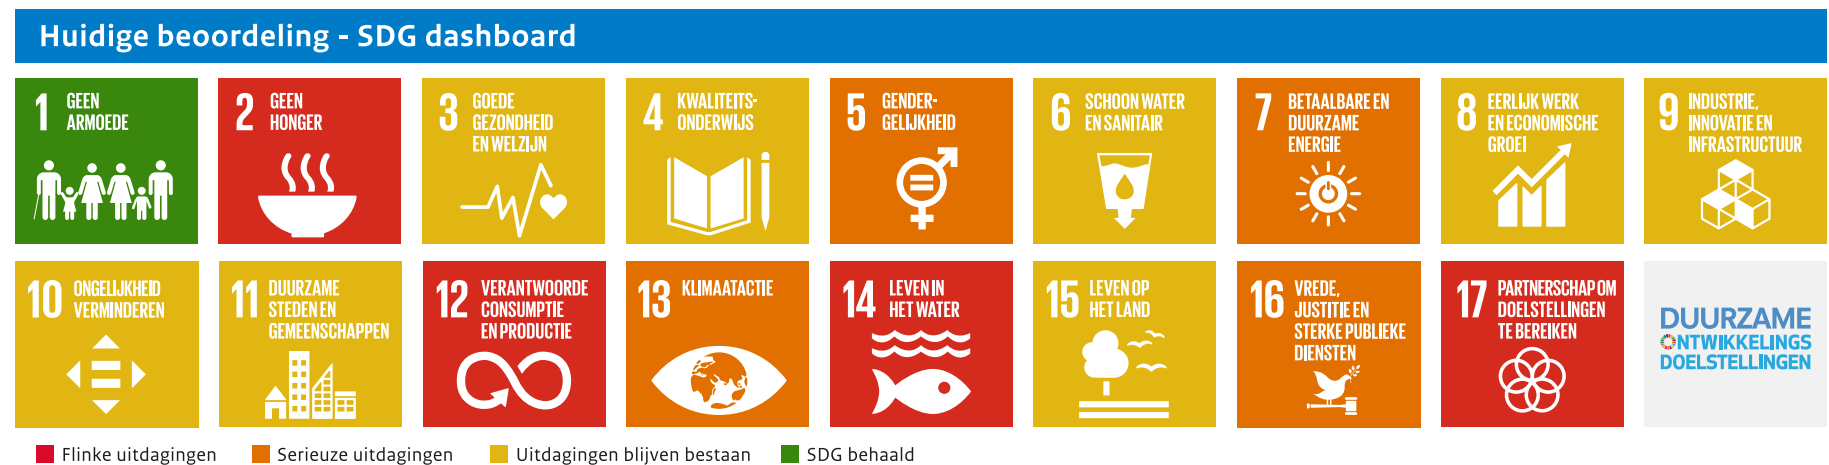 Huidige beoordeling - SDG dashboard
1 GEEN
ARMOEDE
2 GEEN
HONGER
3 GOEDE
GEZONDHEID
EN WELZIJN
4 KWALITEITS-
ONDERWIJS
5 GENDER-
GELIJKHEID
6 SCHOON WATER
EN SANITAIR
7 BETAALBARE EN
DUURZAME
ENERGIE
8 EERLIJK WERK
EN ECONOMISCHE
GROEI
9 INDUSTRIE,
INNOVATIE EN
INFRASTRUCTUUR
10 ONGELIJKHEID
VERMINDEREN
11 DUURZAME
STEDEN EN
GEMEENSCHAPPEN
12 VERANTWOORDE
CONSUMPTIE
EN PRODUCTIE
13 KLIMAATACTIE
14 LEVEN IN
HET WATER
15 LEVEN OP
HET LAND
16 VREDE,
JUSTITIE EN
STERKE PUBLIEKE
DIENSTEN
17 PARTNERSCHAP OM
DOELSTELLINGEN
TE BEREIKEN
DUURZAME
ONTWIKKELINGS
DOELSTELLINGEN
Flinke uitdagingen
Serieuze uitdagingen
Uitdagingen blijven bestaan
SDG behaald